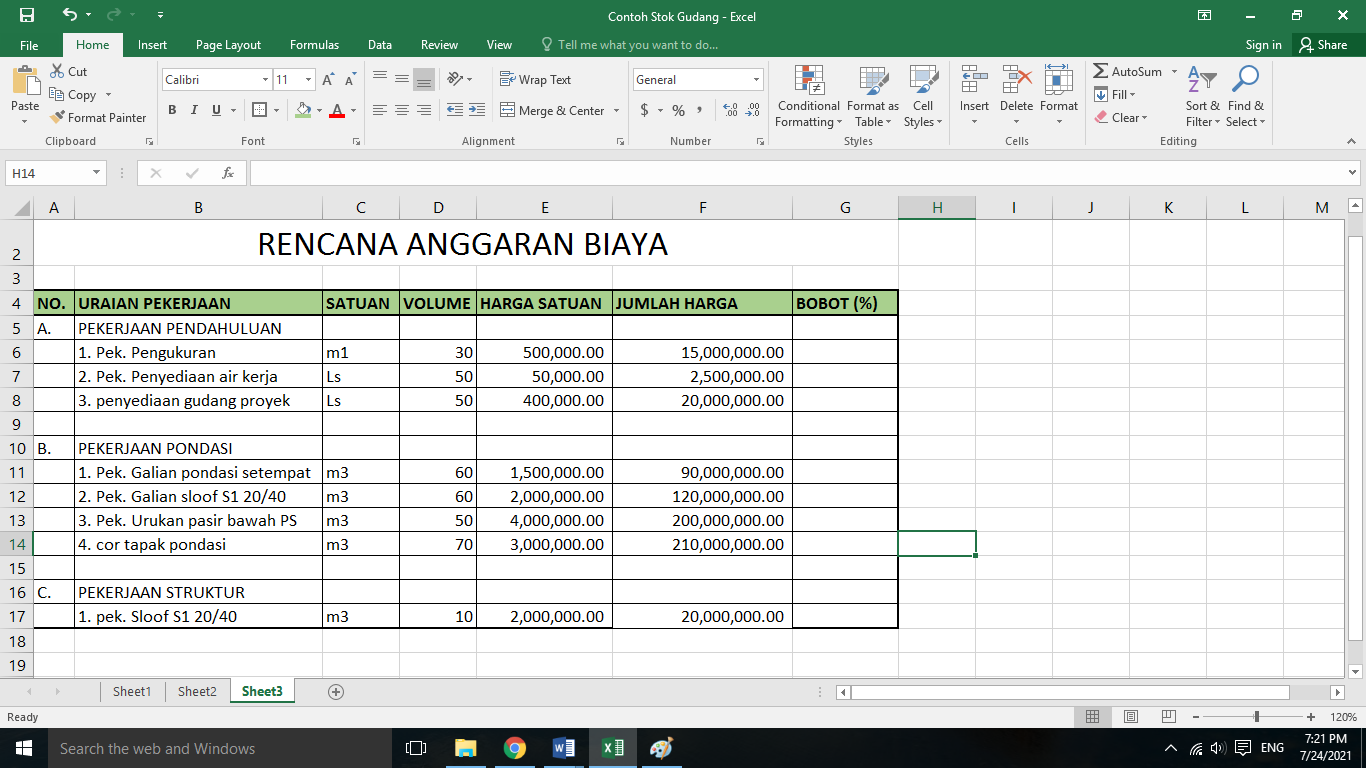 Contoh Stok Gudang - Excel
File Home Insert Page Layout Formulas Data Review View Tell me what you want to do... Sign in Share
Paste
Cut
Copy
Format Painter
Clipboard
Calibri 11
B I U
Font
Wrap Text
Merge & Center
Alignment
General
$ % ,
Number
Conditional Formatting
Format as Table
Cell Styles
Styles
Insert Delete Format
Cells
AutoSum
Fill
Clear
Sort & Filter
Find & Select
Editing
H14 fx
A B C D E F G H I J K L M
2 RENCANA ANGGARAN BIAYA
3
4 NO. URAIAN PEKERJAAN SATUAN VOLUME HARGA SATUAN JUMLAH HARGA BOBOT (%)
5 A. PEKERJAAN PENDAHULUAN
6 1. Pek. Pengukuran m1 30 500,000.00 15,000,000.00
7 2. Pek. Penyediaan air kerja Ls 50 50,000.00 2,500,000.00
8 3. penyediaan gudang proyek Ls 50 400,000.00 20,000,000.00
9
10 B. PEKERJAAN PONDASI
11 1. Pek. Galian pondasi setempat m3 60 1,500,000.00 90,000,000.00
12 2. Pek. Galian sloof S1 20/40 m3 60 2,000,000.00 120,000,000.00
13 3. Pek. Urukan pasir bawah PS m3 50 4,000,000.00 200,000,000.00
14 4. cor tapak pondasi m3 70 3,000,000.00 210,000,000.00
15
16 C. PEKERJAAN STRUKTUR
17 1. pek. Sloof S1 20/40 m3 10 2,000,000.00 20,000,000.00
18
19
Sheet1 Sheet2 Sheet3
Ready 120%
Search the web and Windows
ENG
7:21 PM
7/24/2021